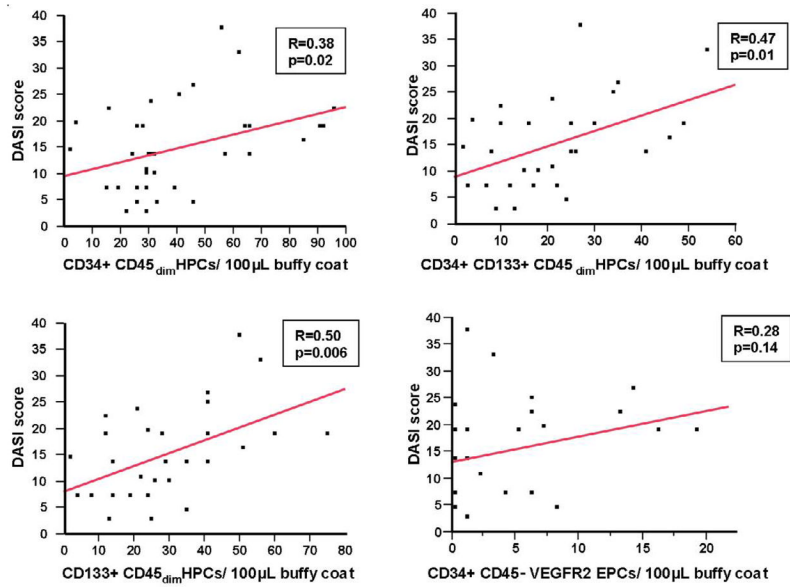 R=0.38
p=0.02
DASI score
40
35
30
25
20
15
10
5
0
0 10 20 30 40 50 60 70 80 90 100
CD34+ CD45dimHPCs/ 100µL buffy coat
R=0.47
p=0.01
DASI score
40
35
30
25
20
15
10
5
0
0 10 20 30 40 50 60
CD34+ CD133+ CD45dimHPCs/ 100µL buffy coat
R=0.50
p=0.006
DASI score
40
35
30
25
20
15
10
5
0
0 10 20 30 40 50 60 70 80
CD133+ CD45dimHPCs/ 100µL buffy coat
R=0.28
p=0.14
DASI score
40
35
30
25
20
15
10
5
0
0 5 10 15 20
CD34+ CD45- VEGFR2 EPCs/ 100µL buffy coat